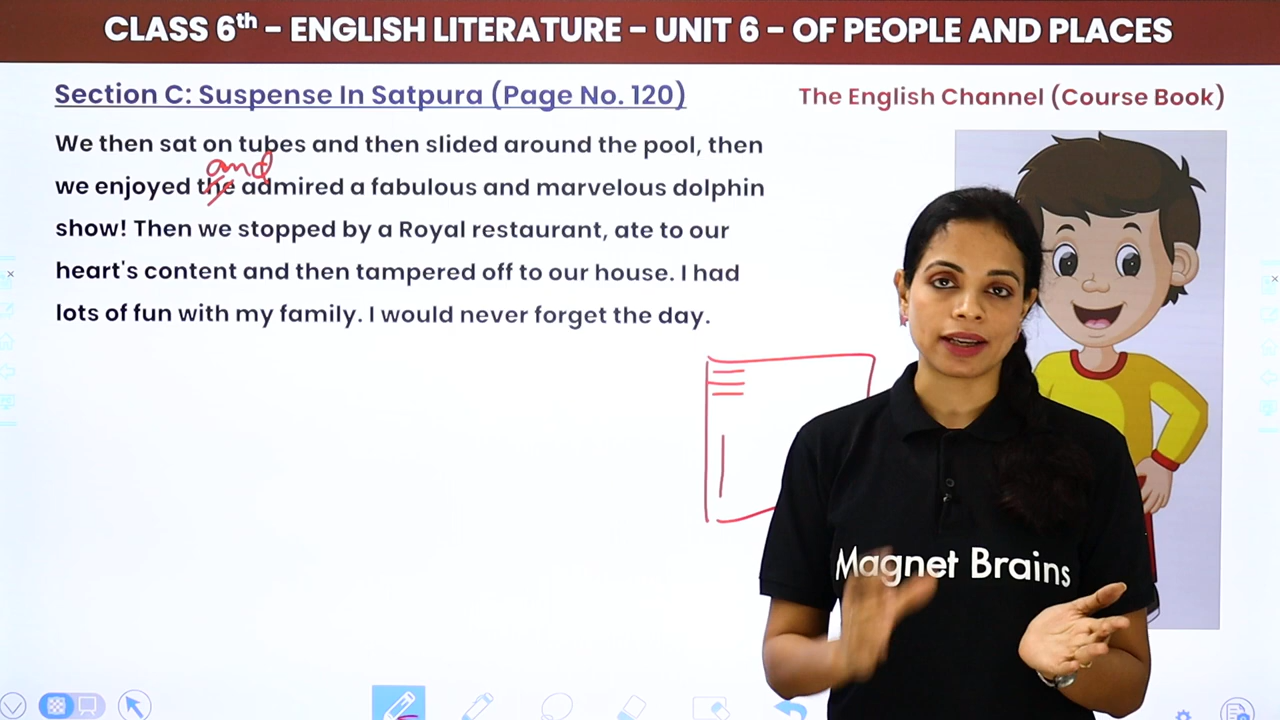 CLASS 6th - ENGLISH LITERATURE - UNIT 6 - OF PEOPLE AND PLACES
Section C: Suspense In Satpura (Page No. 120)
The English Channel (Course Book)
We then sat on tubes and then slided around the pool, then
and
we enjoyed the admired a fabulous and marvelous dolphin
show! Then we stopped by a Royal restaurant, ate to our
heart's content and then tampered off to our house. I had
lots of fun with my family. I would never forget the day.
Magnet Brains